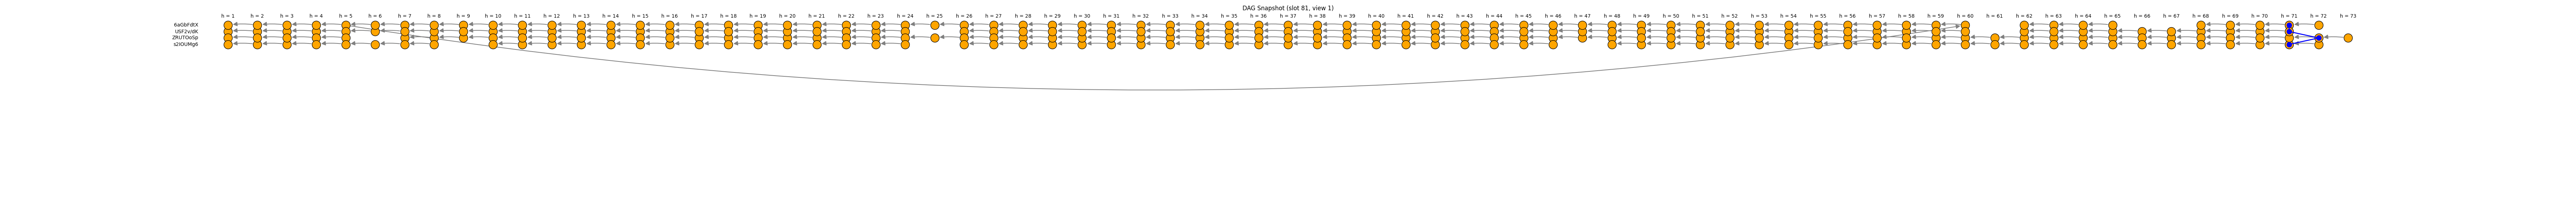 DAG Snapshot (slot 81, view 1)
h = 1 h = 2 h = 3 h = 4 h = 5 h = 6 h = 7 h = 8 h = 9 h = 10 h = 11 h = 12 h = 13 h = 14 h = 15 h = 16 h = 17 h = 18 h = 19 h = 20 h = 21 h = 22 h = 23 h = 24 h = 25 h = 26 h = 27 h = 28 h = 29 h = 30 h = 31 h = 32 h = 33 h = 34 h = 35 h = 36 h = 37 h = 38 h = 39 h = 40 h = 41 h = 42 h = 43 h = 44 h = 45 h = 46 h = 47 h = 48 h = 49 h = 50 h = 51 h = 52 h = 53 h = 54 h = 55 h = 56 h = 57 h = 58 h = 59 h = 60 h = 61 h = 62 h = 63 h = 64 h = 65 h = 66 h = 67 h = 68 h = 69 h = 70 h = 71 h = 72 h = 73